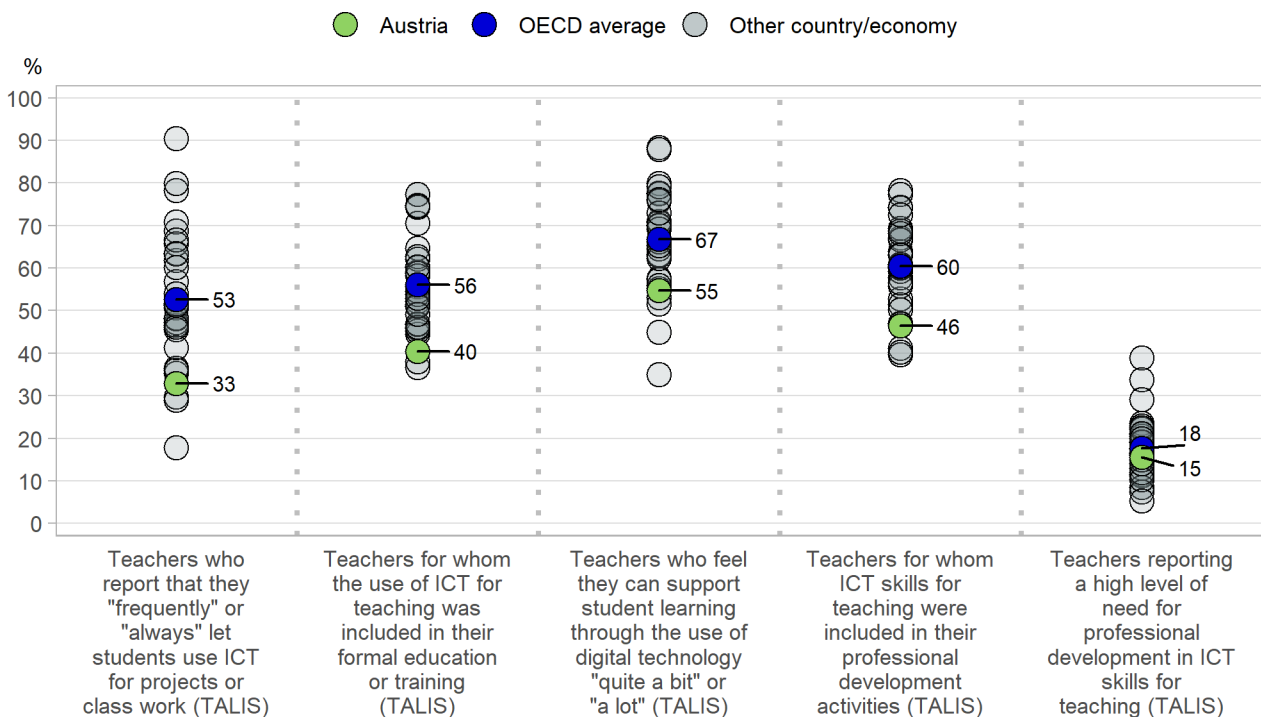 Austria OECD average Other country/economy
%
100
90
80
70
60
50
40
30
20
10
0
53
33
56
40
67
55
60
46
18
15
Teachers who
report that they
"frequently" or
"always" let
students use ICT
for projects or
class work (TALIS)
Teachers for whom
the use of ICT for
teaching was
included in their
formal education
or training
(TALIS)
Teachers who feel
they can support
student learning
through the use of
digital technology
"quite a bit" or
"a lot" (TALIS)
Teachers for whom
ICT skills for
teaching were
included in their
professional
development
activities (TALIS)
Teachers reporting
a high level of
need for
professional
development in ICT
skills for
teaching (TALIS)